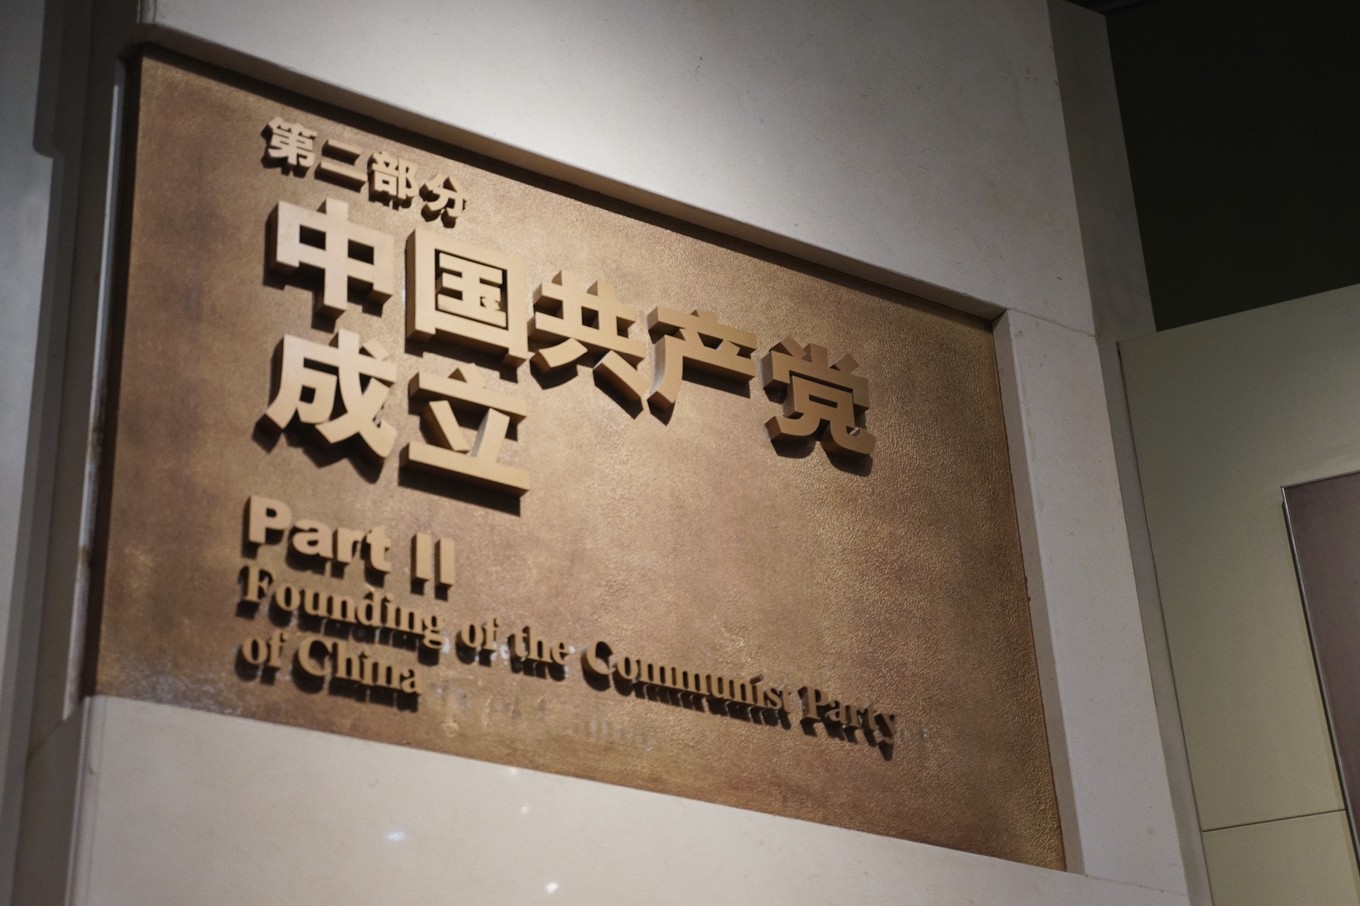 第二部分
中国共产党
成立
Part II
Founding of the Communist Party
of China